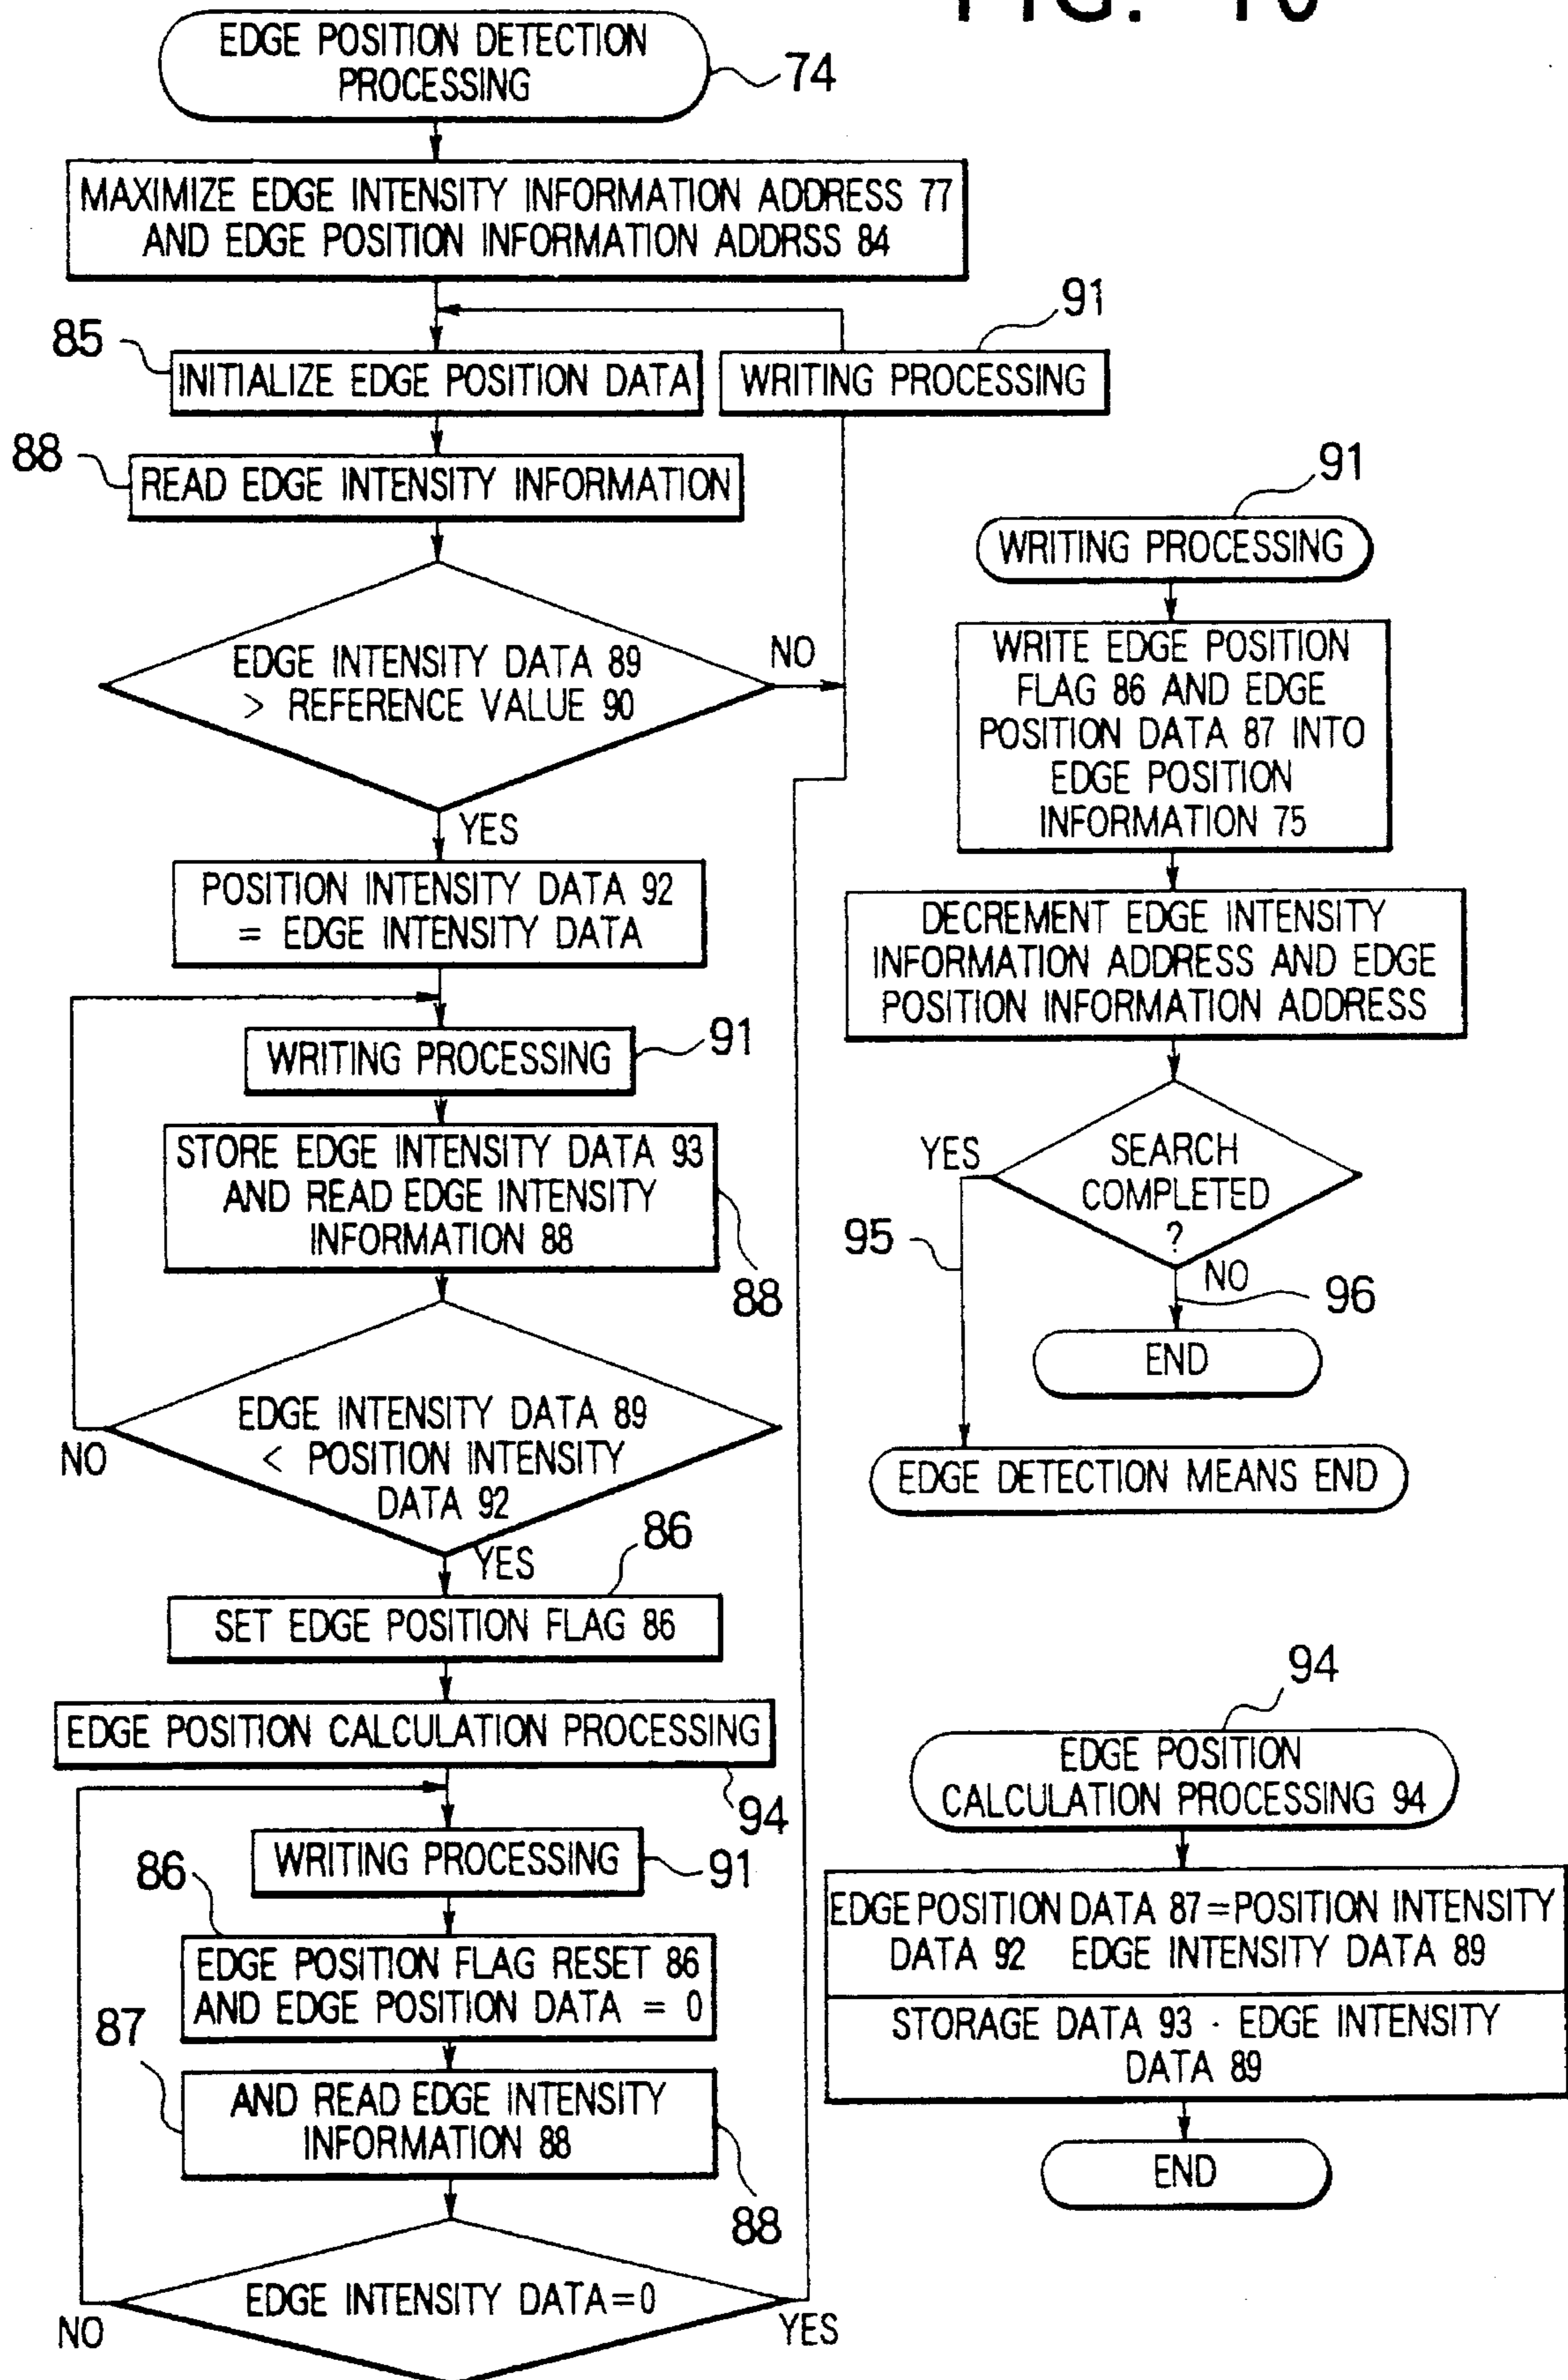 FIG. 10
EDGE POSITION DETECTION
PROCESSING
74
MAXIMIZE EDGE INTENSITY INFORMATION ADDRESS 77
AND EDGE POSITION INFORMATION ADDRSS 84
91
85
INITIALIZE EDGE POSITION DATA
WRITING PROCESSING
88
READ EDGE INTENSITY INFORMATION
EDGE INTENSITY DATA 89
> REFERENCE VALUE 90
NO
YES
POSITION INTENSITY DATA 92
= EDGE INTENSITY DATA
WRITING PROCESSING
91
STORE EDGE INTENSITY DATA 93
AND READ EDGE INTENSITY
INFORMATION 88
88
EDGE INTENSITY DATA 89
< POSITION INTENSITY
DATA 92
NO
YES
86
SET EDGE POSITION FLAG 86
EDGE POSITION CALCULATION PROCESSING
94
WRITING PROCESSING
91
86
EDGE POSITION FLAG RESET 86
AND EDGE POSITION DATA = 0
87
AND READ EDGE INTENSITY
INFORMATION 88
88
EDGE INTENSITY DATA=0
NO
YES
91
WRITING PROCESSING
WRITE EDGE POSITION
FLAG 86 AND EDGE
POSITION DATA 87 INTO
EDGE POSITION
INFORMATION 75
DECREMENT EDGE INTENSITY
INFORMATION ADDRESS AND EDGE
POSITION INFORMATION ADDRESS
YES
SEARCH
COMPLETED
?
95
NO
96
END
EDGE DETECTION MEANS END
94
EDGE POSITION
CALCULATION PROCESSING 94
EDGE POSITION DATA 87=POSITION INTENSITY
DATA 92 EDGE INTENSITY DATA 89
STORAGE DATA 93 · EDGE INTENSITY
DATA 89
END